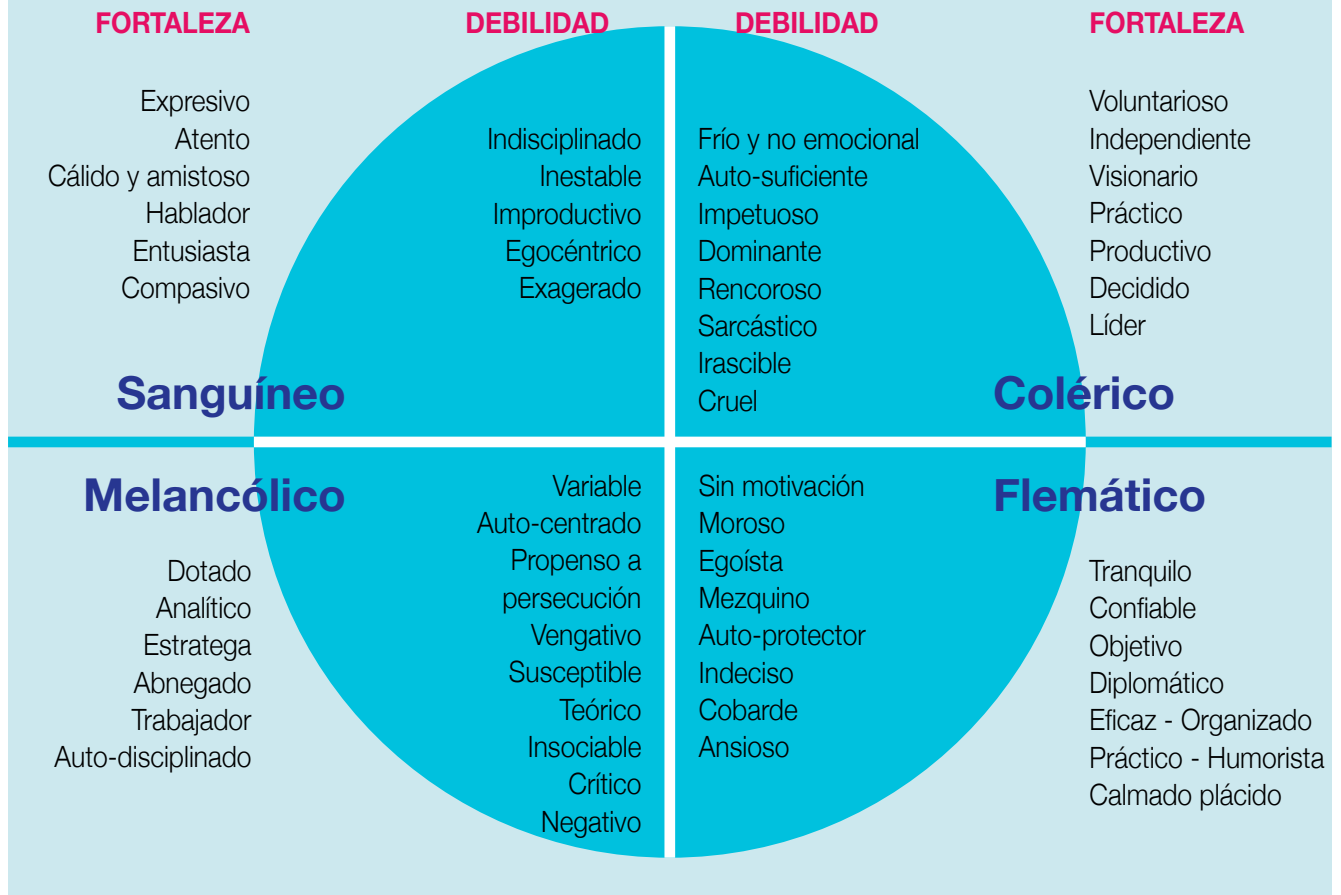 FORTALEZA
DEBILIDAD
DEBILIDAD
FORTALEZA
Expresivo
Atento
Cálido y amistoso
Hablador
Entusiasta
Compasivo
Indisciplinado
Inestable
Improductivo
Egocéntrico
Exagerado
Sanguíneo
Frío y no emocional
Auto-suficiente
Impetuoso
Dominante
Rencoroso
Sarcástico
Irascible
Cruel
Voluntarioso
Independiente
Visionario
Práctico
Productivo
Decidido
Líder
Colérico
Melancólico
Dotado
Analítico
Estratega
Abnegado
Trabajador
Auto-disciplinado
Variable
Auto-centrado
Propenso a
persecución
Vengativo
Susceptible
Teórico
Insociable
Crítico
Negativo
Sin motivación
Moroso
Egoísta
Mezquino
Auto-protector
Indeciso
Cobarde
Ansioso
Flemático
Tranquilo
Confiable
Objetivo
Diplomático
Eficaz - Organizado
Práctico - Humorista
Calmado plácido